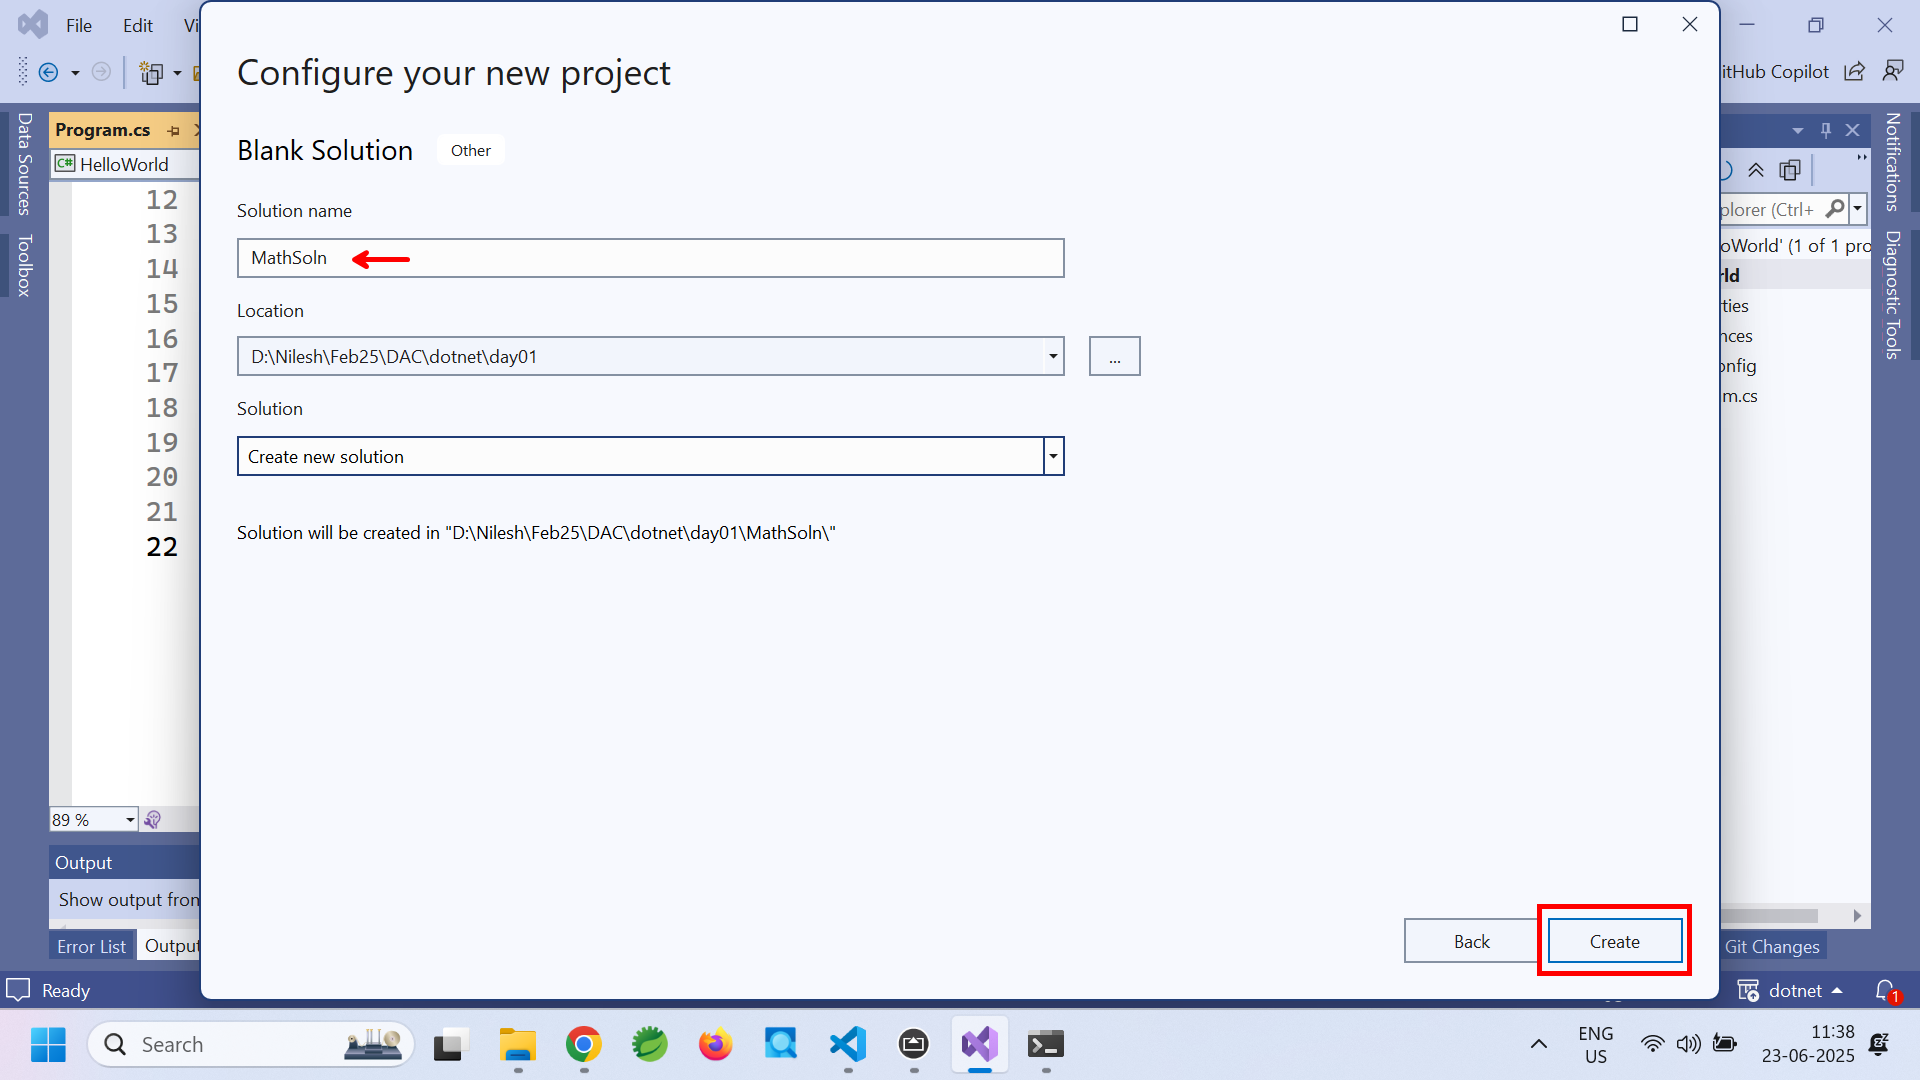 File Edit Vi
itHub Copilot
Configure your new project
Blank Solution Other
Solution name
MathSoln
Location
D:\Nilesh\Feb25\DAC\dotnet\day01
...
Solution
Create new solution
Solution will be created in "D:\Nilesh\Feb25\DAC\dotnet\day01\MathSoln\"
Back Create
Data Sources
Toolbox
Program.cs
C# HelloWorld
12
13
14
15
16
17
18
19
20
21
22
89 %
Output
Show output from
Error List Output
plorer (Ctrl+
oWorld' (1 of 1 pro
rld
ties
nces
onfig
m.cs
Notifications
Diagnostic Tools
Git Changes
Ready
dotnet
1
Search
ENG
US
11:38
23-06-2025